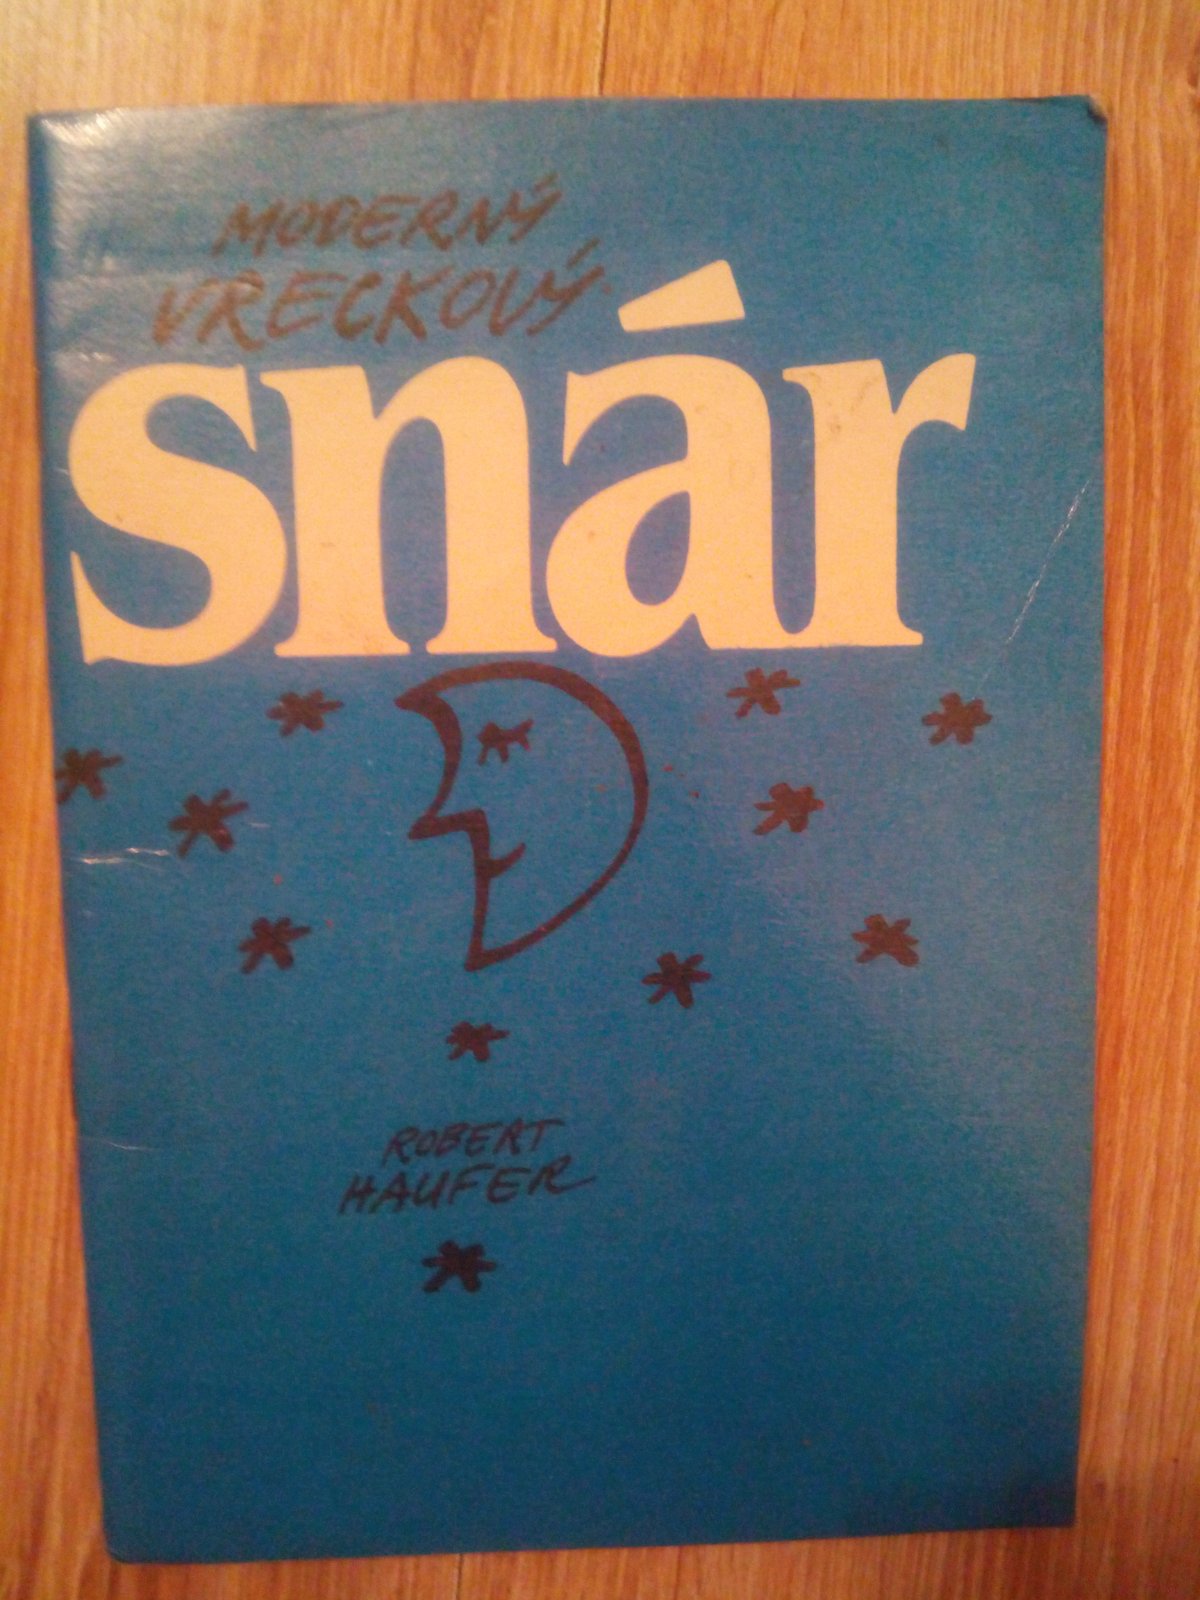 MODERNÝ
VRECKOVÝ
snár
ROBERT
HAUFER